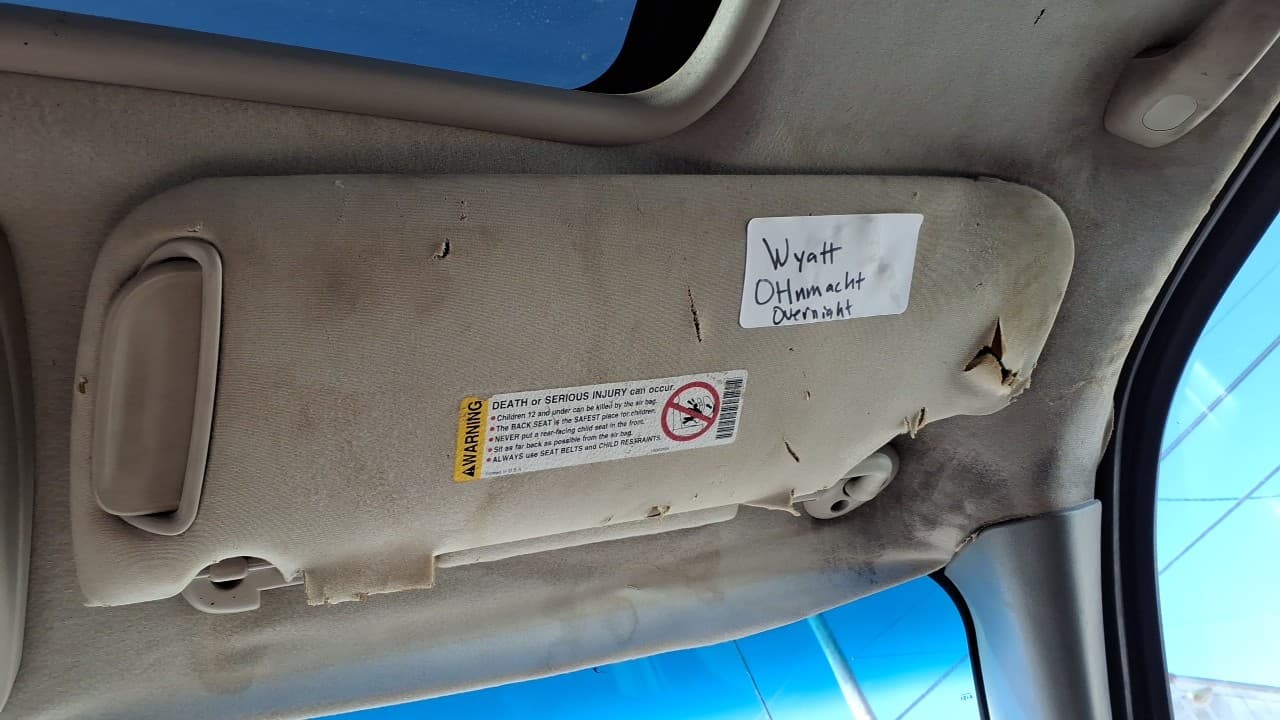 Wyatt
OHnmacht
Overnight
WARNING
DEATH or SERIOUS INJURY can occur.
• Children 12 and under can be killed by the air bag.
• The BACK SEAT is the SAFEST place for children.
• NEVER put a rear-facing child seat in the front.
• Sit as far back as possible from the air bag.
• ALWAYS use SEAT BELTS and CHILD RESTRAINTS.
Printed in U.S.A.